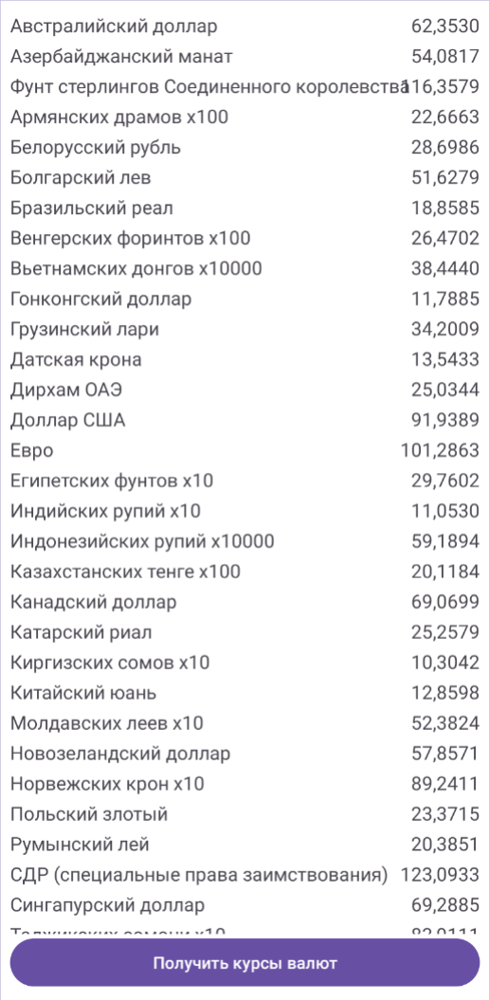 Австралийский доллар 62,3530
Азербайджанский манат 54,0817
Фунт стерлингов Соединенного королевства 116,3579
Армянских драмов x100 22,6663
Белорусский рубль 28,6986
Болгарский лев 51,6279
Бразильский реал 18,8585
Венгерских форинтов x100 26,4702
Вьетнамских донгов x10000 38,4440
Гонконгский доллар 11,7885
Грузинский лари 34,2009
Датская крона 13,5433
Дирхам ОАЭ 25,0344
Доллар США 91,9389
Евро 101,2863
Египетских фунтов x10 29,7602
Индийских рупий x10 11,0530
Индонезийских рупий x10000 59,1894
Казахстанских тенге x100 20,1184
Канадский доллар 69,0699
Катарский риал 25,2579
Киргизских сомов x10 10,3042
Китайский юань 12,8598
Молдавских леев x10 52,3824
Новозеландский доллар 57,8571
Норвежских крон x10 89,2411
Польский злотый 23,3715
Румынский лей 20,3851
СДР (специальные права заимствования) 123,0933
Сингапурский доллар 69,2885
Таджикских сомони x10
Получить курсы валют